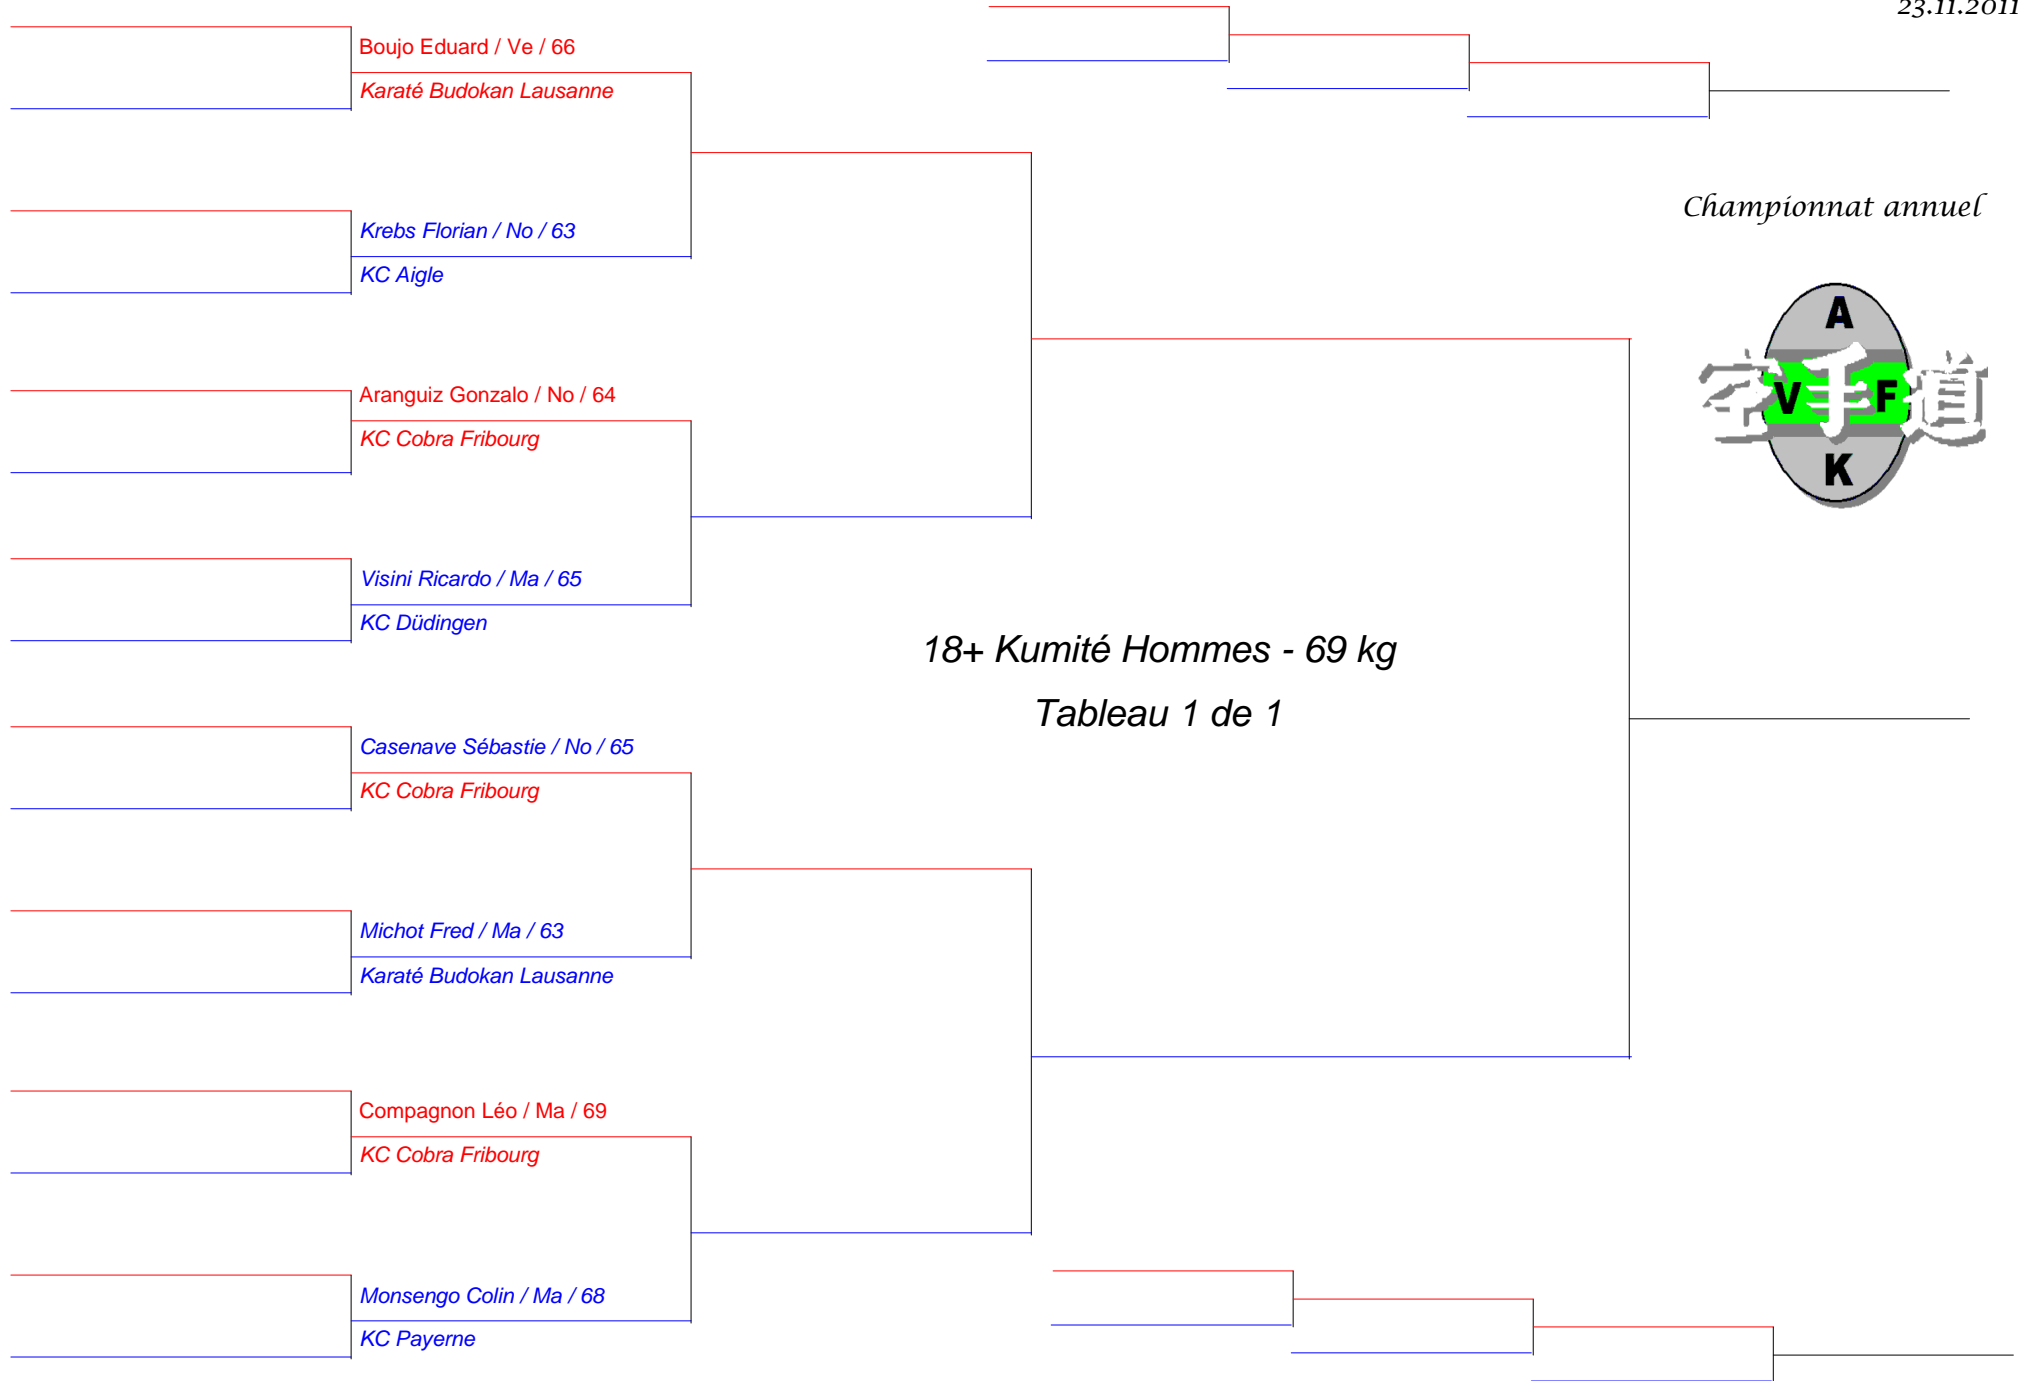 23.11.2011
Boujo Eduard / Ve / 66
Karaté Budokan Lausanne
Championnat annuel
Krebs Florian / No / 63
KC Aigle
A
空手道
V F
K
Aranguiz Gonzalo / No / 64
KC Cobra Fribourg
Visini Ricardo / Ma / 65
KC Düdingen
18+ Kumité Hommes - 69 kg
Tableau 1 de 1
Casenave Sébastie / No / 65
KC Cobra Fribourg
Michot Fred / Ma / 63
Karaté Budokan Lausanne
Compagnon Léo / Ma / 69
KC Cobra Fribourg
Monsengo Colin / Ma / 68
KC Payerne